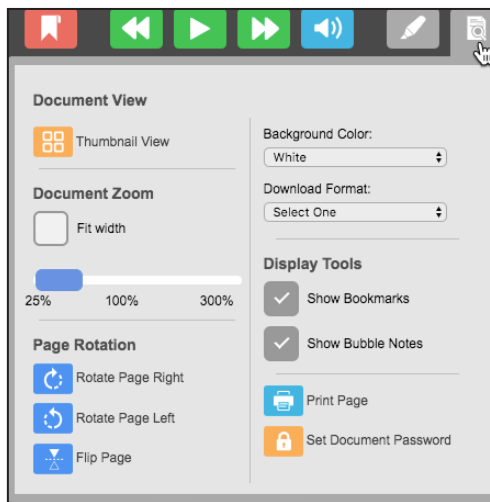 Document View
Thumbnail View
Document Zoom
Fit width
25% 100% 300%
Page Rotation
Rotate Page Right
Rotate Page Left
Flip Page
Background Color:
White
Download Format:
Select One
Display Tools
Show Bookmarks
Show Bubble Notes
Print Page
Set Document Password